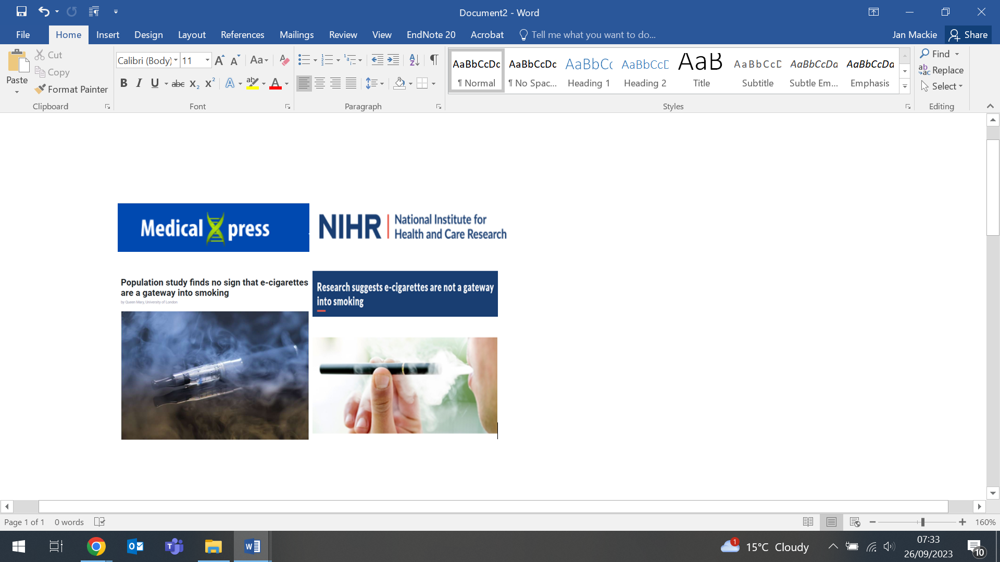 Document2 - Word
File Home Insert Design Layout References Mailings Review View EndNote 20 Acrobat Tell me what you want to do... Jan Mackie Share
Paste
Cut
Copy
Format Painter
Clipboard
Calibri (Body) 11
Font
Paragraph
AaBbCcDc AaBbCcDc AaBbCc AaBbCcD AaB AaBbCcD AaBbCcDa AaBbCcDa
¶ Normal ¶ No Spac... Heading 1 Heading 2 Title Subtitle Subtle Em... Emphasis
Styles
Find
Replace
Select
Editing
Medical Xpress
NIHR | National Institute for
Health and Care Research
Population study finds no sign that e-cigarettes
are a gateway into smoking
by Queen Mary, University of London
Research suggests e-cigarettes are not a gateway
into smoking
Page 1 of 1 0 words
160%
1
15°C Cloudy
07:33
26/09/2023
10